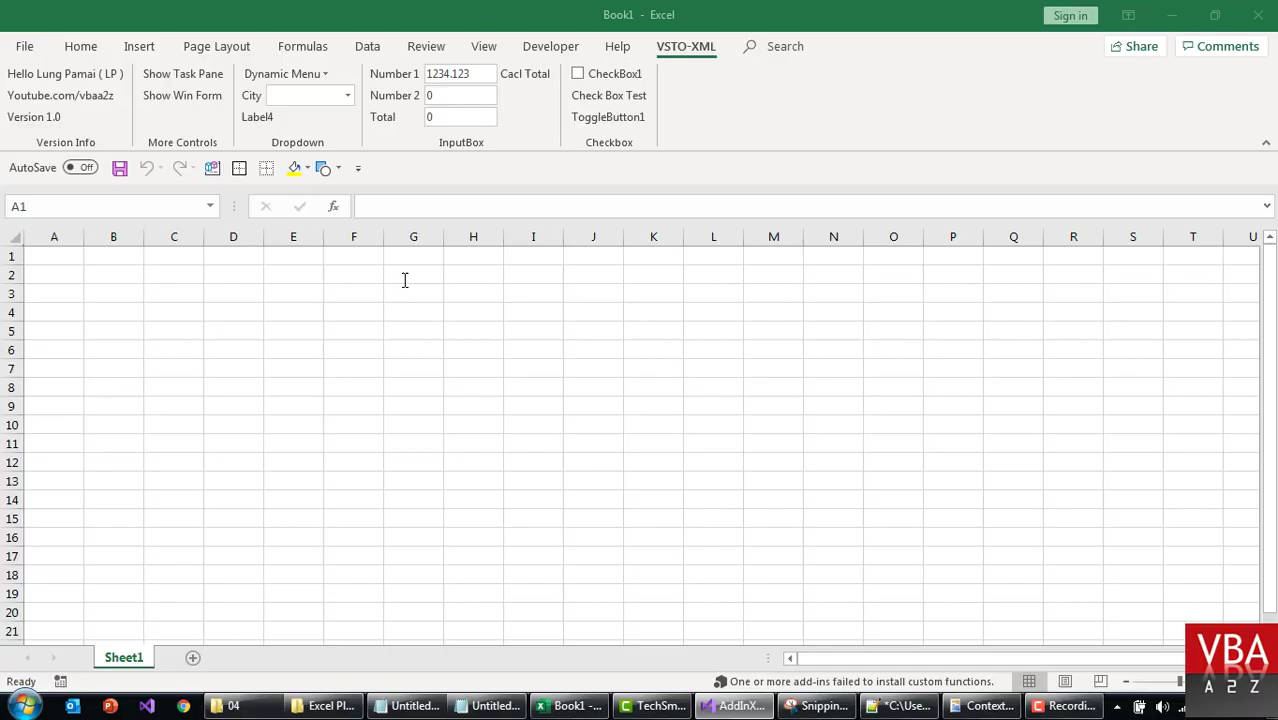 Book1 - Excel
Sign in
File Home Insert Page Layout Formulas Data Review View Developer Help VSTO-XML Search Share Comments
Hello Lung Pamai ( LP ) Show Task Pane Dynamic Menu Number 1 1234.123 Cacl Total CheckBox1
Youtube.com/vbaa2z Show Win Form City Number 2 0 Check Box Test
Version 1.0 Label4 Total 0 ToggleButton1
Version Info More Controls Dropdown InputBox Checkbox
AutoSave Off
A1 fx
A B C D E F G H I J K L M N O P Q R S T U
1
2
3
4
5
6
7
8
9
10
11
12
13
14
15
16
17
18
19
20
21
Sheet1
VBA
A 2 Z
Ready One or more add-ins failed to install custom functions.
04 Excel Pl... Untitled... Untitled... Book1 -... TechSm... AddInX... Snippin... *C:\Use... Context... Recordi...